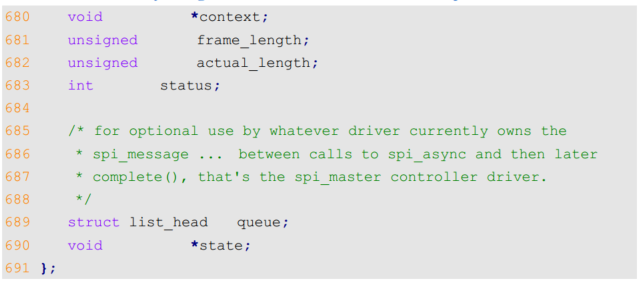 680 void *context;
681 unsigned frame_length;
682 unsigned actual_length;
683 int status;
684
685 /* for optional use by whatever driver currently owns the
686 * spi_message ... between calls to spi_async and then later
687 * complete(), that's the spi_master controller driver.
688 */
689 struct list_head queue;
690 void *state;
691 };